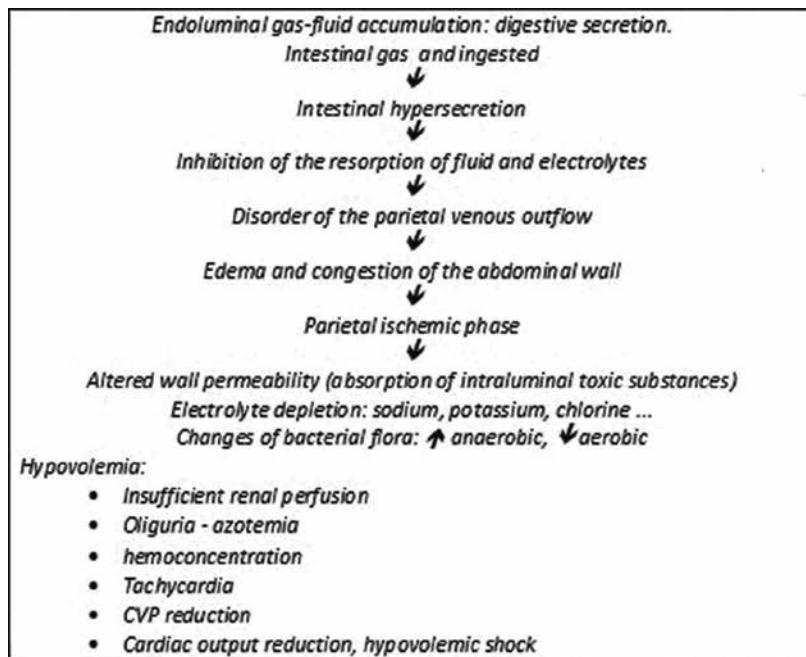 Endoluminal gas-fluid accumulation: digestive secretion.
Intestinal gas and ingested
↓
Intestinal hypersecretion
↓
Inhibition of the resorption of fluid and electrolytes
↓
Disorder of the parietal venous outflow
↓
Edema and congestion of the abdominal wall
↓
Parietal ischemic phase
↓
Altered wall permeability (absorption of intraluminal toxic substances)
Electrolyte depletion: sodium, potassium, chlorine ...
Changes of bacterial flora: ↑ anaerobic, ↓ aerobic
Hypovolemia:
• Insufficient renal perfusion
• Oliguria - azotemia
• hemoconcentration
• Tachycardia
• CVP reduction
• Cardiac output reduction, hypovolemic shock